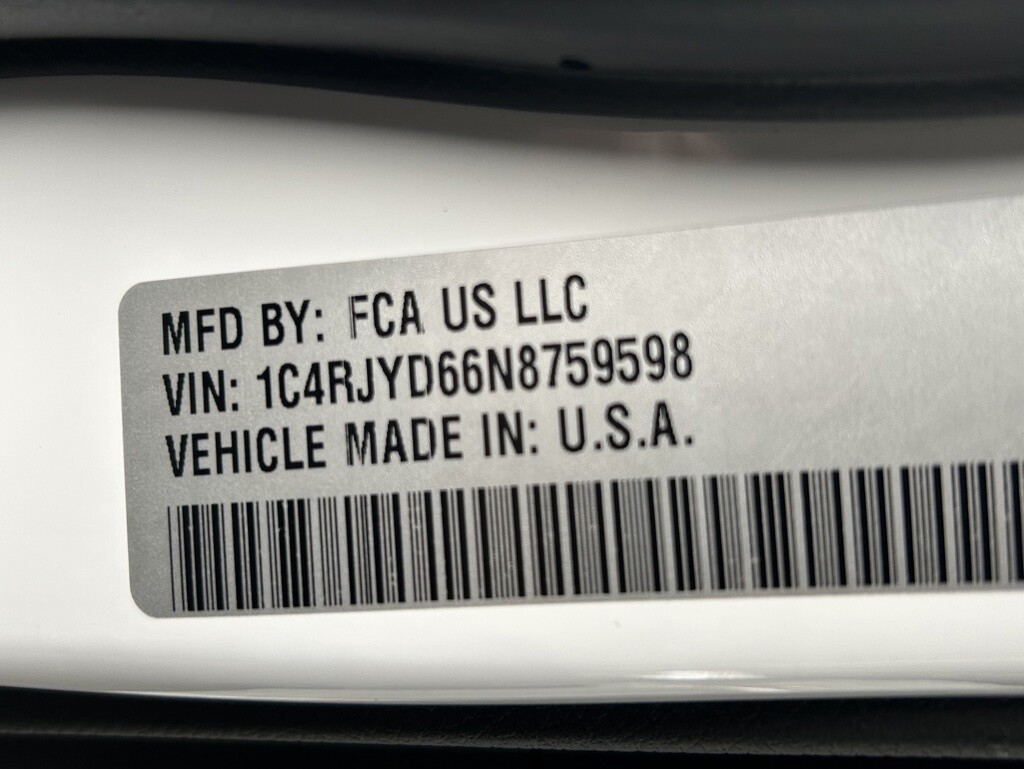 MFD BY: FCA US LLC
VIN: 1C4RJYD66N8759598
VEHICLE MADE IN: U.S.A.